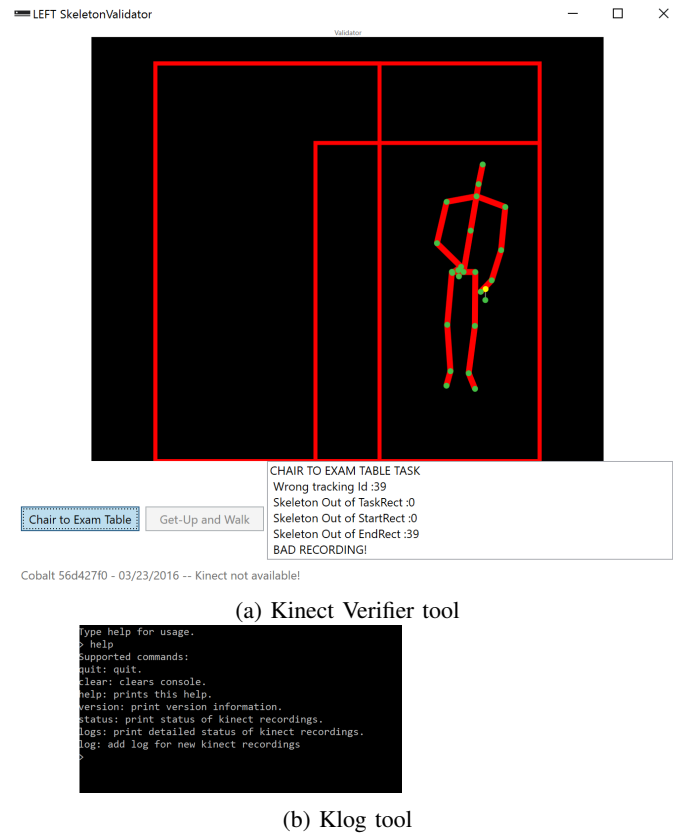 LEFT SkeletonValidator
Validator
CHAIR TO EXAM TABLE TASK
Wrong tracking Id :39
Skeleton Out of TaskRect :0
Skeleton Out of StartRect :0
Skeleton Out of EndRect :39
BAD RECORDING!
Chair to Exam Table
Get-Up and Walk
Cobalt 56d427f0 - 03/23/2016 -- Kinect not available!
(a) Kinect Verifier tool
Type help for usage.
> help
Supported commands:
quit: quit.
clear: clears console.
help: prints this help.
version: print version information.
status: print status of kinect recordings.
logs: print detailed status of kinect recordings.
log: add log for new kinect recordings
>
(b) Klog tool